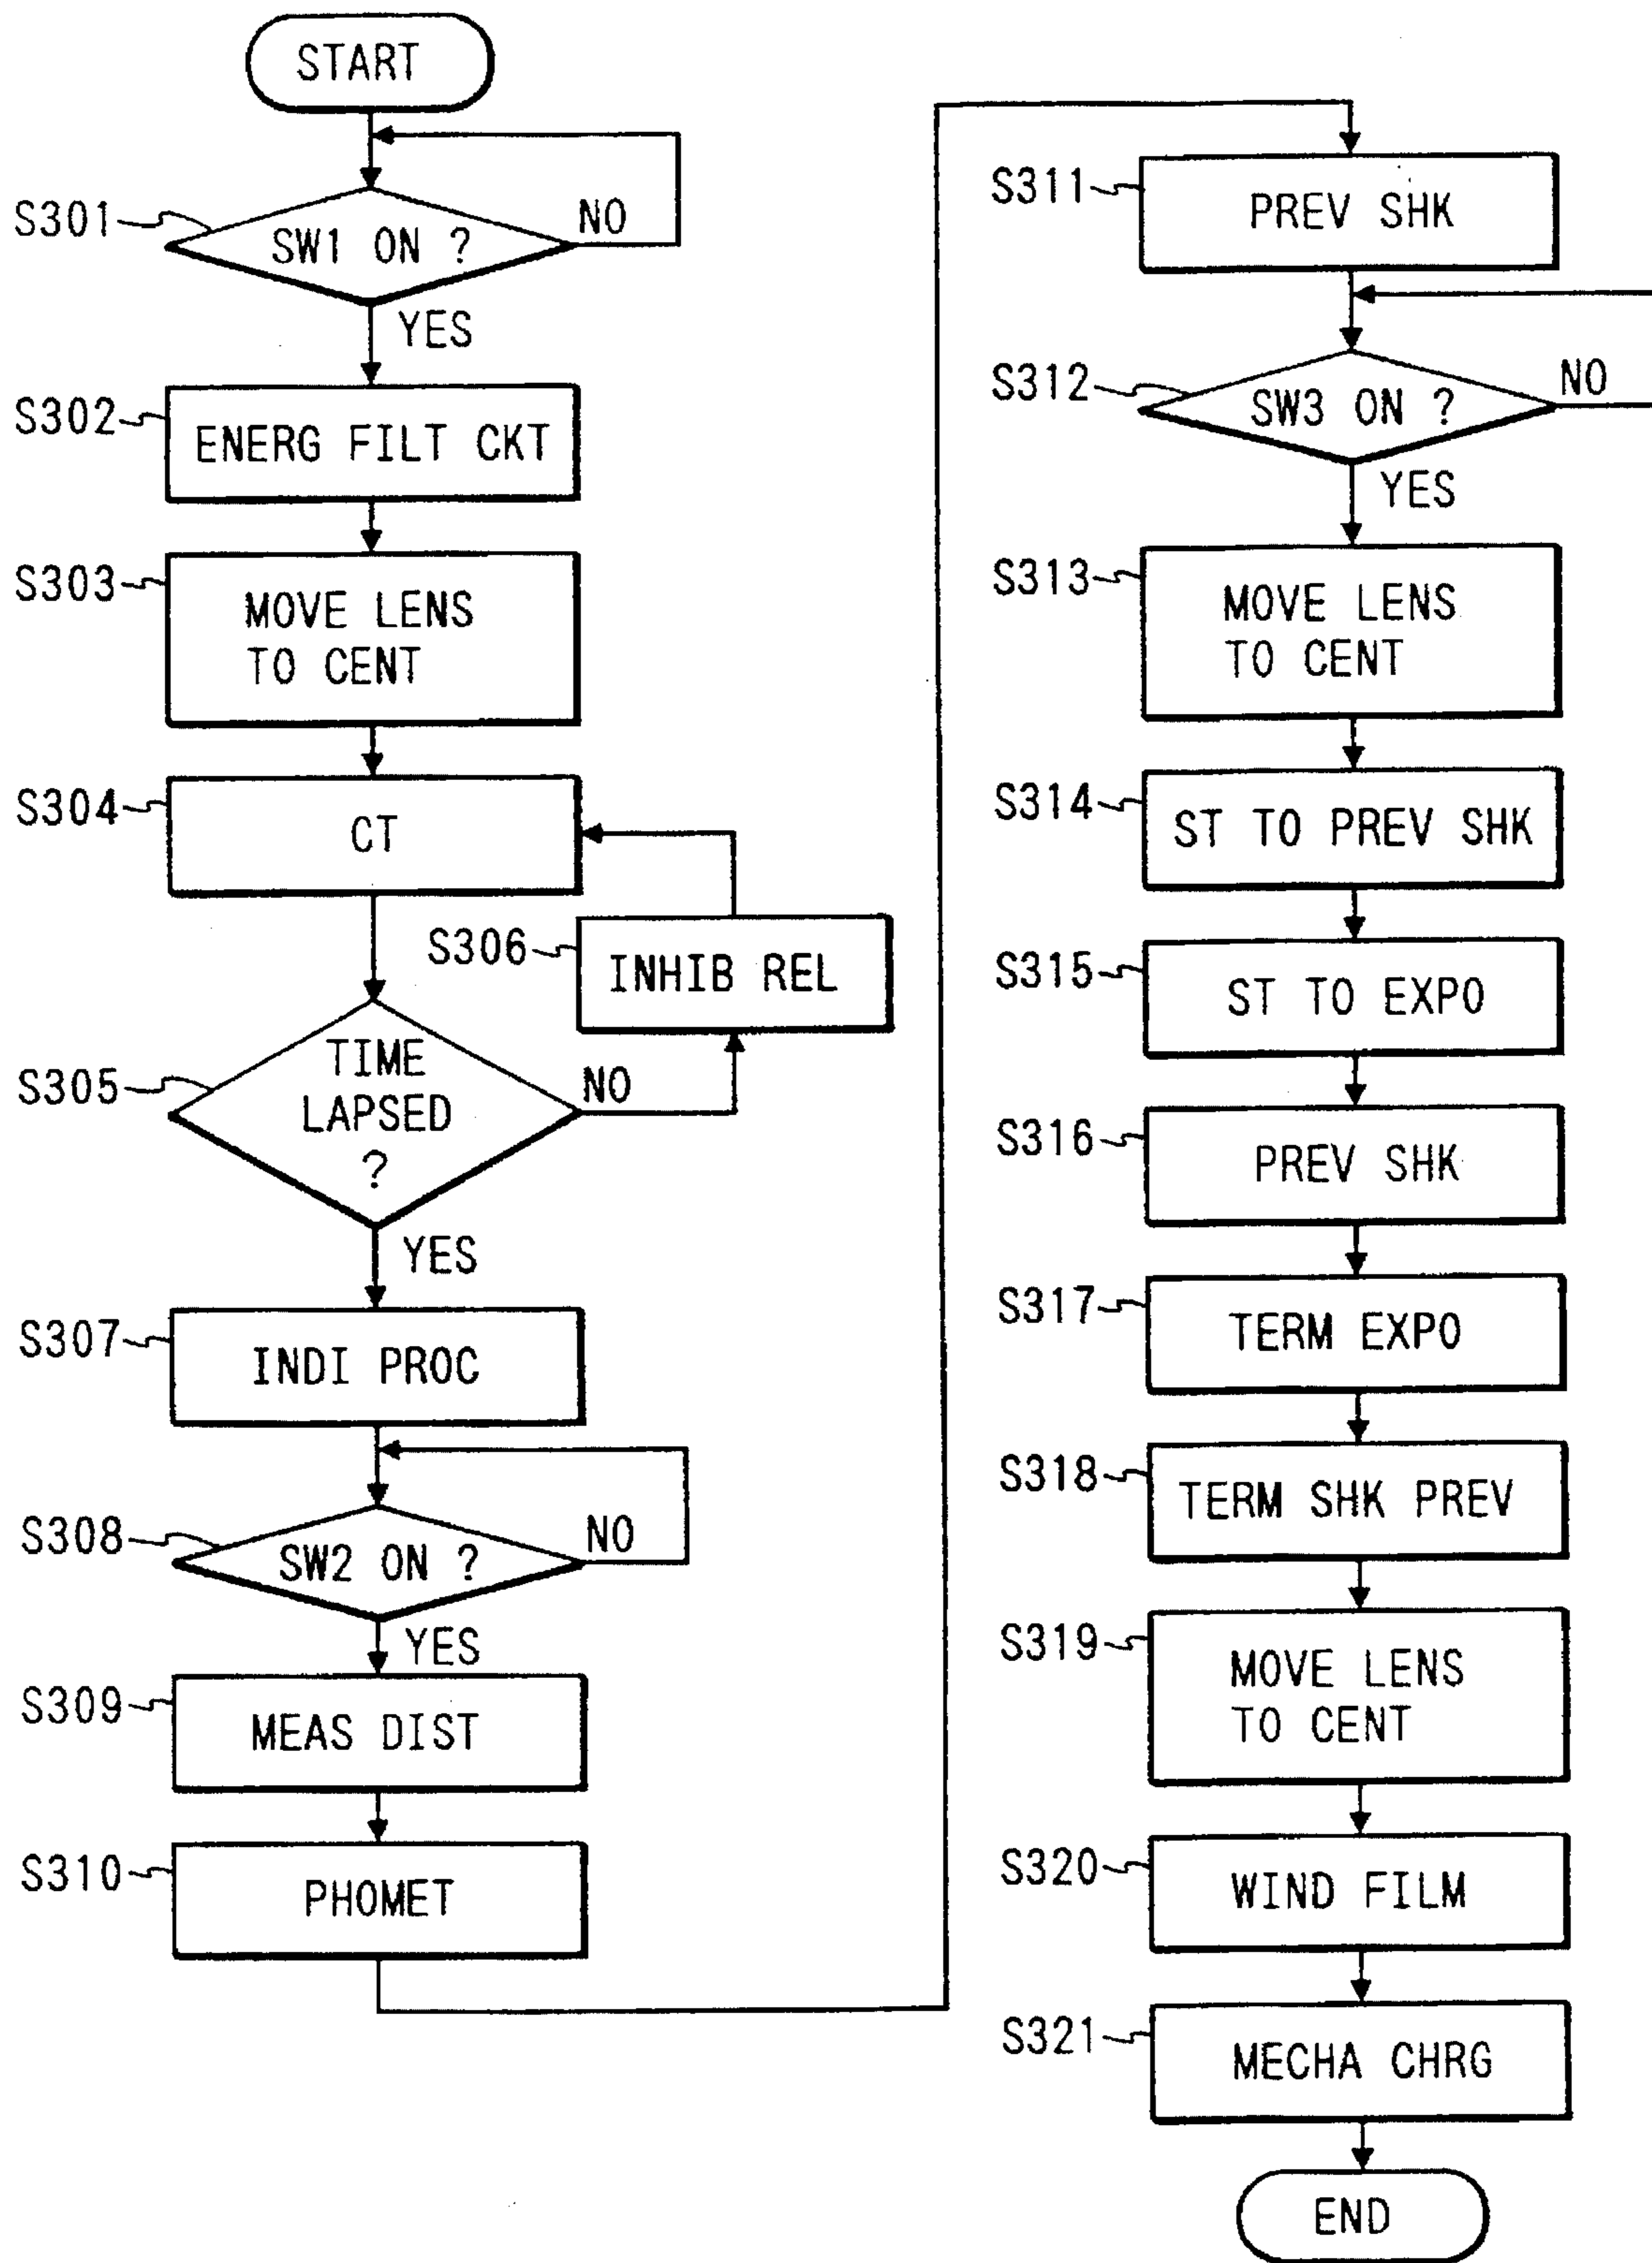 START
S301
SW1 ON ?
NO
YES
S302
ENERG FILT CKT
S303
MOVE LENS
TO CENT
S304
CT
S306
INHIB REL
S305
TIME
LAPSED
?
NO
YES
S307
INDI PROC
S308
SW2 ON ?
NO
YES
S309
MEAS DIST
S310
PHOMET
S311
PREV SHK
S312
SW3 ON ?
NO
YES
S313
MOVE LENS
TO CENT
S314
ST TO PREV SHK
S315
ST TO EXPO
S316
PREV SHK
S317
TERM EXPO
S318
TERM SHK PREV
S319
MOVE LENS
TO CENT
S320
WIND FILM
S321
MECHA CHRG
END